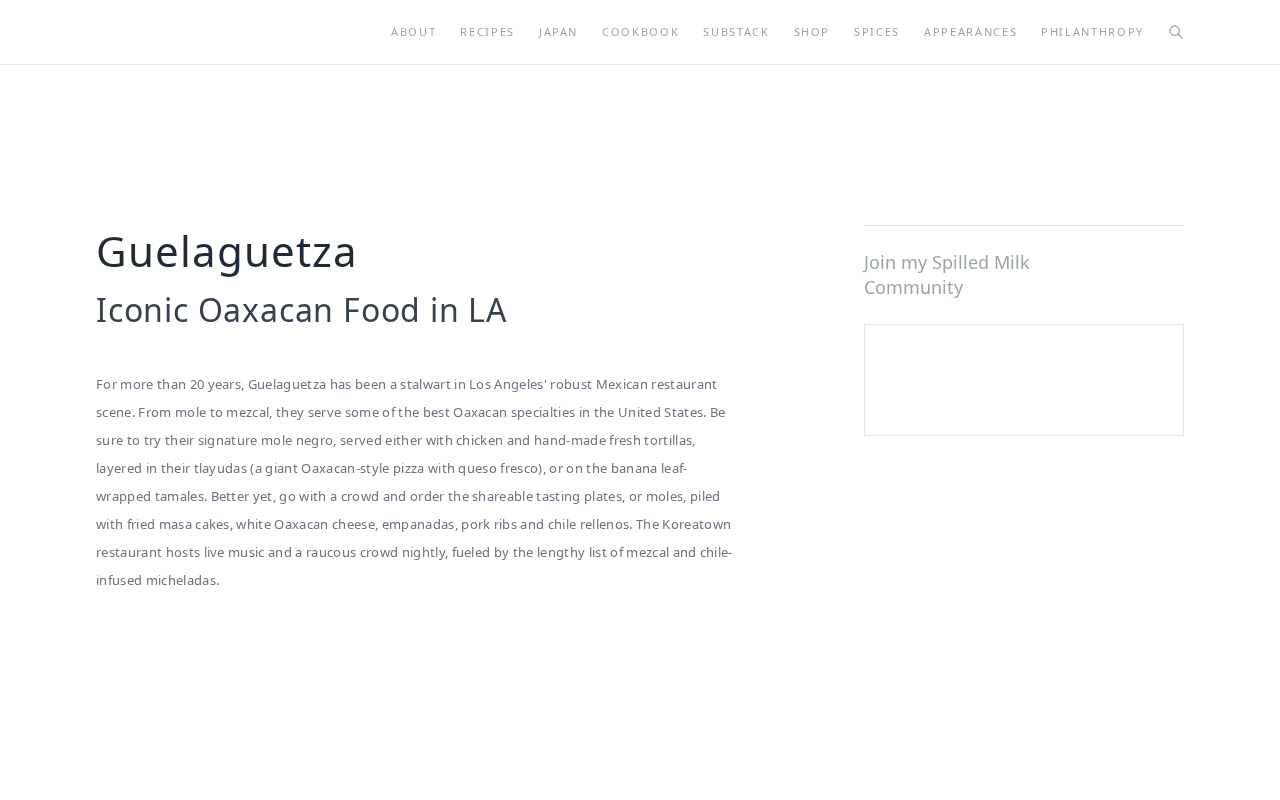 ABOUT RECIPES JAPAN COOKBOOK SUBSTACK SHOP SPICES APPEARANCES PHILANTHROPY
Guelaguetza
Iconic Oaxacan Food in LA
For more than 20 years, Guelaguetza has been a stalwart in Los Angeles' robust Mexican restaurant
scene. From mole to mezcal, they serve some of the best Oaxacan specialties in the United States. Be
sure to try their signature mole negro, served either with chicken and hand-made fresh tortillas,
layered in their tlayudas (a giant Oaxacan-style pizza with queso fresco), or on the banana leaf-
wrapped tamales. Better yet, go with a crowd and order the shareable tasting plates, or moles, piled
with fried masa cakes, white Oaxacan cheese, empanadas, pork ribs and chile rellenos. The Koreatown
restaurant hosts live music and a raucous crowd nightly, fueled by the lengthy list of mezcal and chile-
infused micheladas.
Join my Spilled Milk
Community